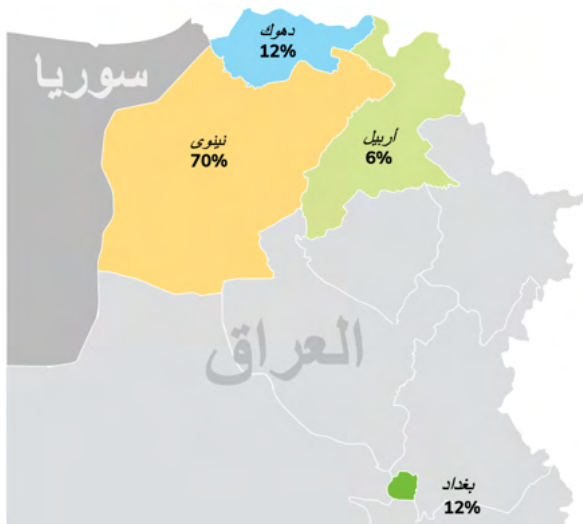 دهوك
12%
سوريا
نينوى
70%
أربيل
6%
العراق
بغداد
12%